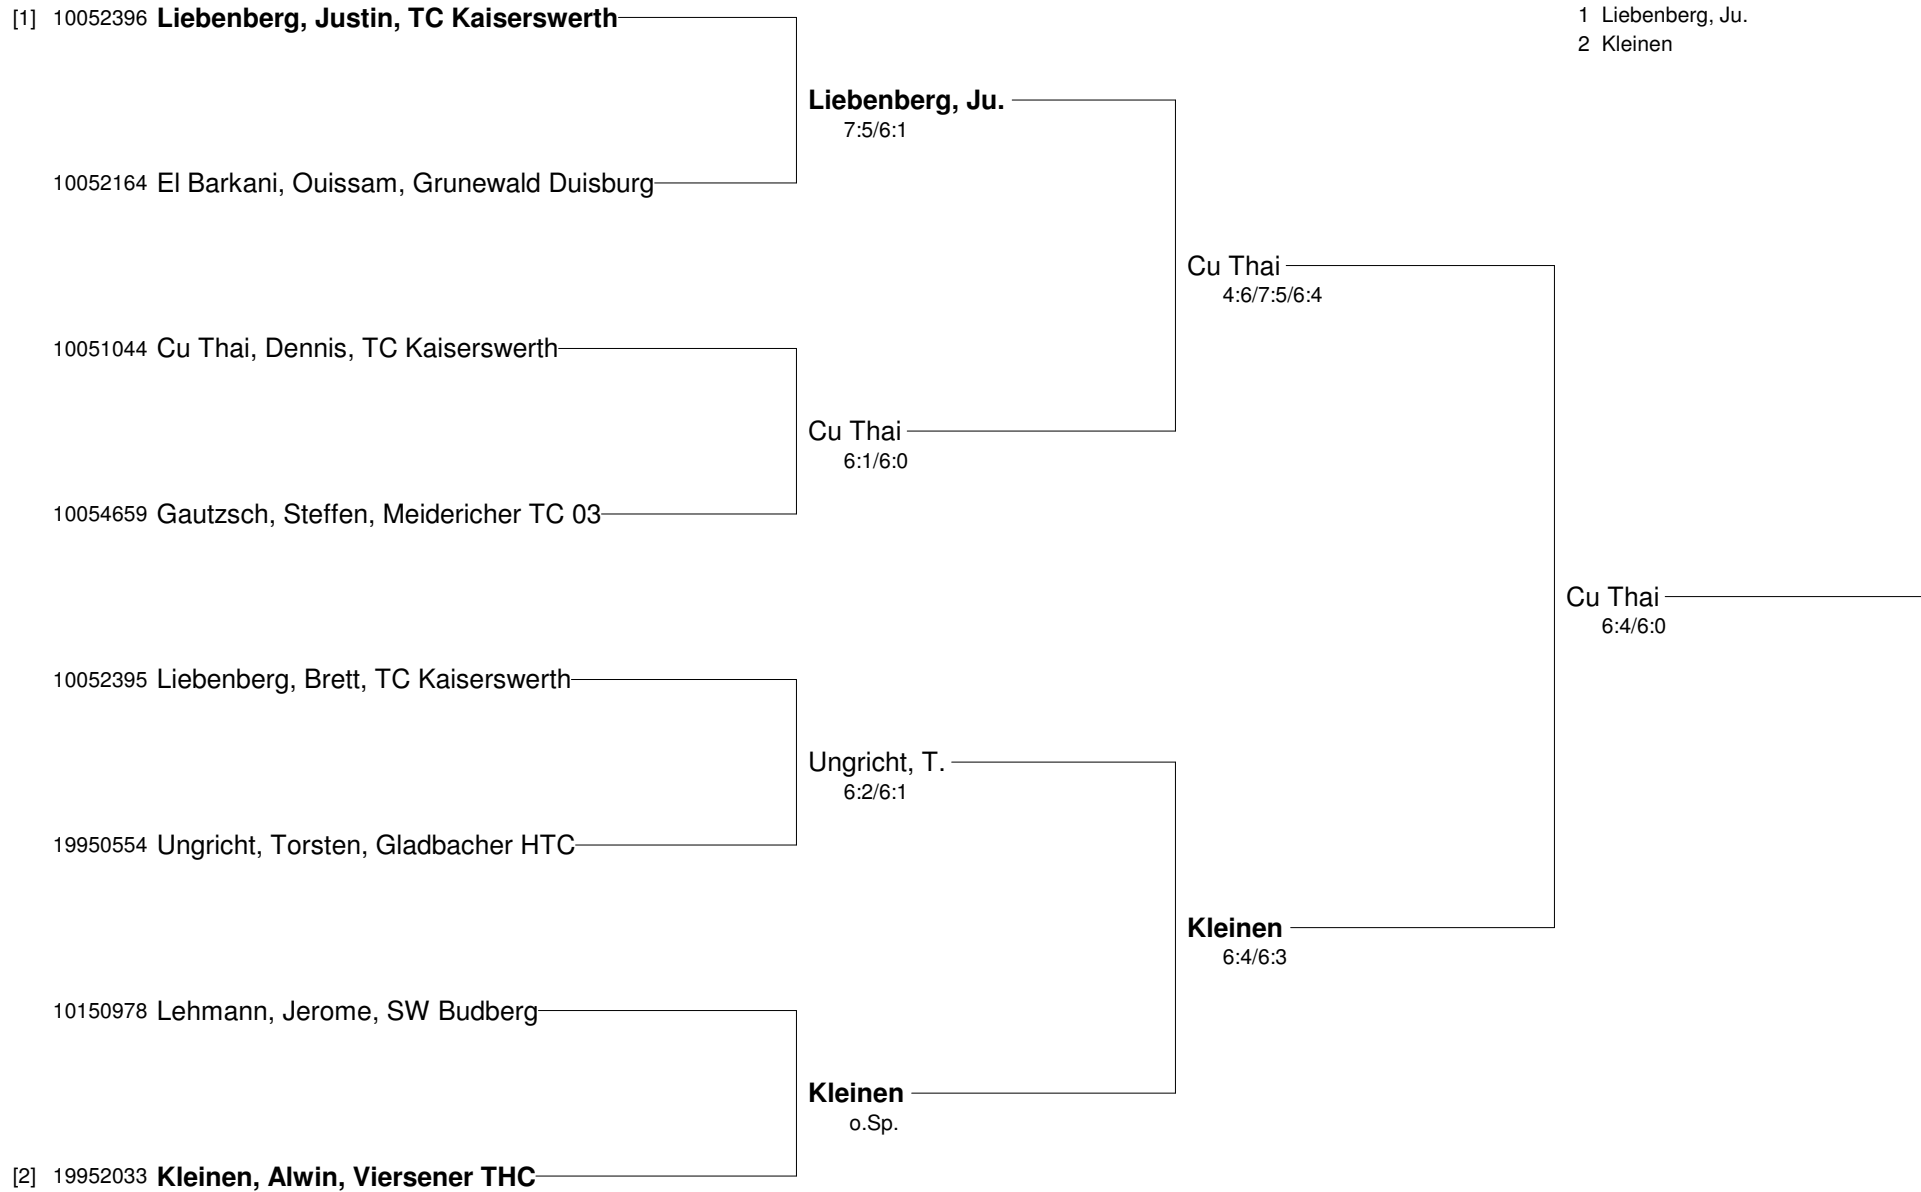 [1] 10052396 Liebenberg, Justin, TC Kaiserswerth
1 Liebenberg, Ju.
2 Kleinen
Liebenberg, Ju.
7:5/6:1
10052164 El Barkani, Ouissam, Grunewald Duisburg
Cu Thai
4:6/7:5/6:4
10051044 Cu Thai, Dennis, TC Kaiserswerth
Cu Thai
6:1/6:0
10054659 Gautzsch, Steffen, Meidericher TC 03
Cu Thai
6:4/6:0
10052395 Liebenberg, Brett, TC Kaiserswerth
Ungricht, T.
6:2/6:1
19950554 Ungricht, Torsten, Gladbacher HTC
Kleinen
6:4/6:3
10150978 Lehmann, Jerome, SW Budberg
Kleinen
o.Sp.
[2] 19952033 Kleinen, Alwin, Viersener THC